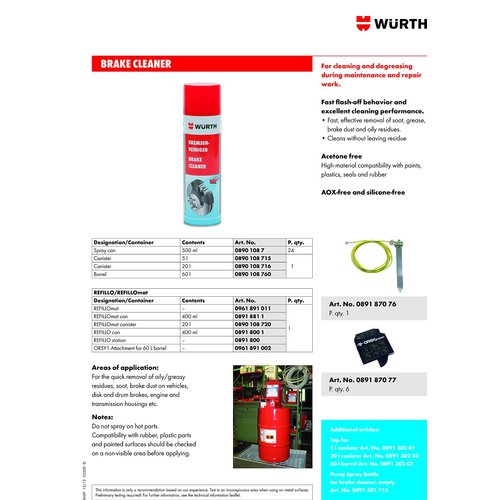 WÜRTH
BRAKE CLEANER
For cleaning and degreasing
during maintenance and repair
work.
Fast flash-off behavior and
excellent cleaning performance.
• Fast, effective removal of soot, grease,
brake dust and oily residues.
• Cleans without leaving residue
Acetone free
High material compatibility with paints,
plastics, seals and rubber
AOX-free and silicone-free
WÜRTH
BREMSEN-
REINIGER
BRAKE
CLEANER
Designation/Container Contents Art. No. P. qty.
Spray can 500 ml 0890 108 7 24
Canister 5 l 0890 108 715
Canister 20 l 0890 108 716 1
Barrel 60 l 0890 108 760
REFILLO/REFILLOmat
Designation/Container Contents Art. No. P. qty.
REFILLOmat – 0961 891 011
REFILLOmat can 400 ml 0891 881 1
REFILLOmat canister 20 l 0890 108 720
REFILLO can 400 ml 0891 800 1 1
REFILLO station – 0891 800
ORSY1 Attachment for 60 L barrel – 0961 891 002
Art. No. 0891 870 76
P. qty. 1
Art. No. 0891 870 77
P. qty. 6
Areas of application:
For the quick removal of oily/greasy
residues, soot, brake dust on vehicles,
disk and drum brakes, engine and
transmission housings etc.
Notes:
Do not spray on hot parts.
Compatibility with rubber, plastic parts
and painted surfaces should be checked
on a non-visible area before applying.
Additional articles:
Tap for
5 l canister Art. No. 0891 302 01
20 l canister Art. No. 0891 302 03
60 l barrel Art. No. 0891 302 07
Pump Spray Bottle
for brake cleaner, empty
Art. No. 0891 501 715
This information is only a recommendation based on our experience. Test in an inconspicuous area when using on metal surfaces.
Preliminary testing required! For further information, see the technical information leaflet.